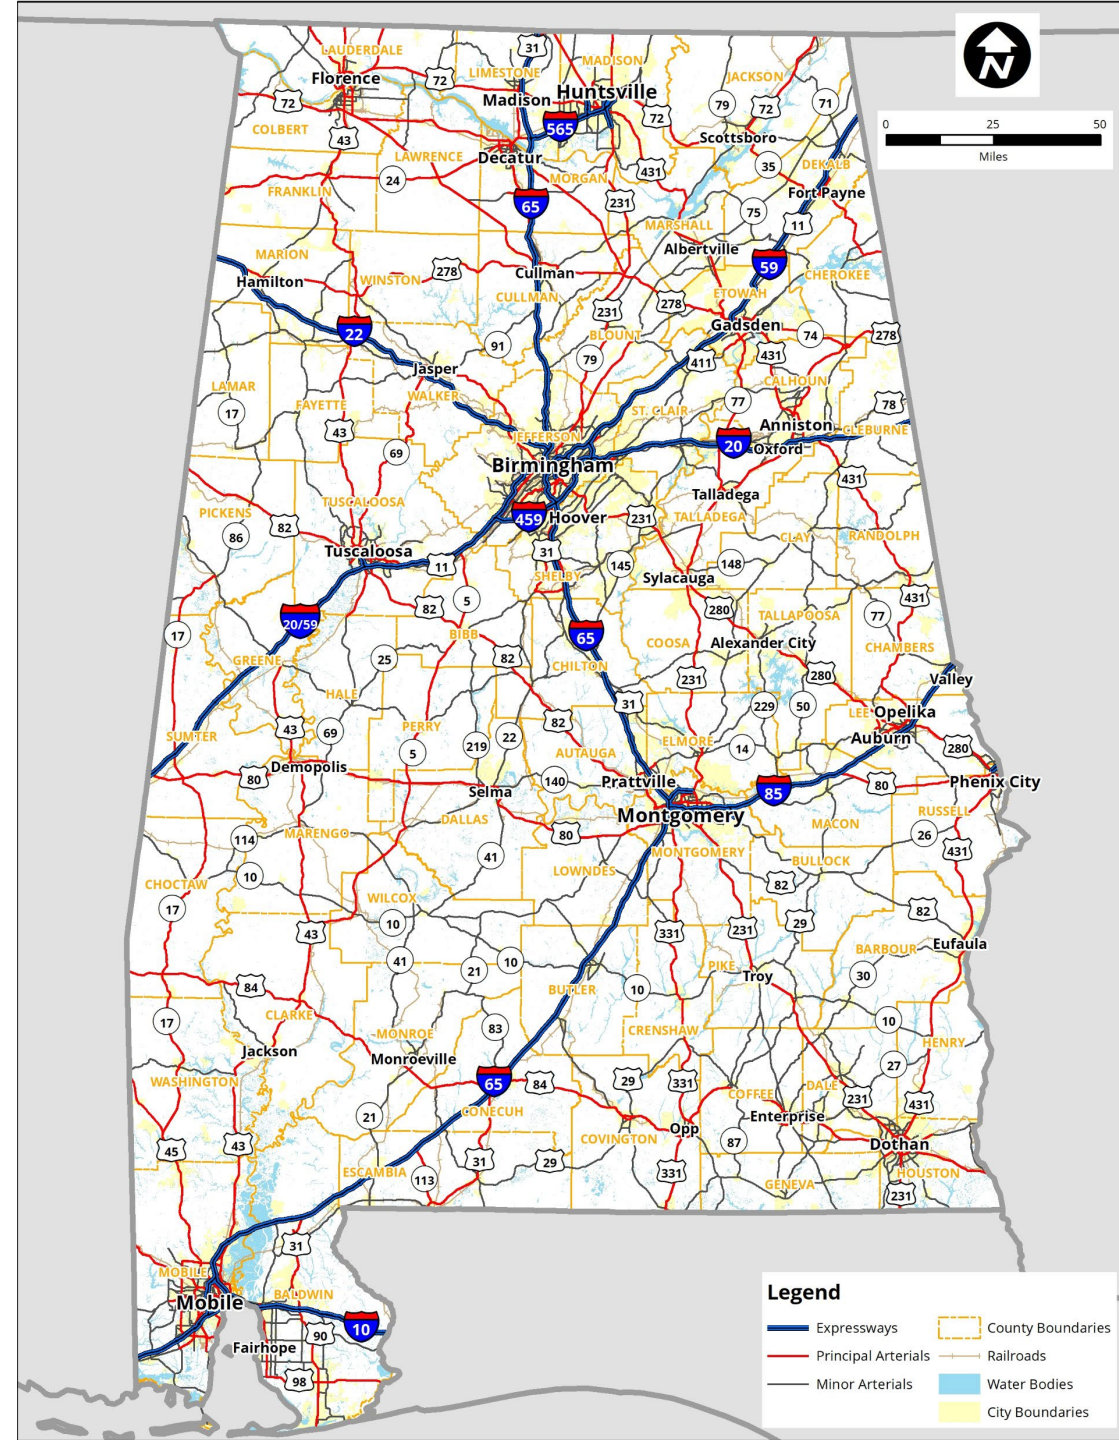 31
LAUDERDALE
MADISON
N
Florence
72
LIMESTONE
JACKSON
Madison
Huntsville
72
79
72
71
0
25
50
Miles
COLBERT
43
565
72
Scottsboro
LAWRENCE
Decatur
431
35
DEKALB
24
MORGAN
FRANKLIN
65
231
Fort Payne
75
11
MARSHALL
MARION
Albertville
59
CHEROKEE
Hamilton
WINSTON
278
Cullman
CULLMAN
ETOWAH
231
278
22
BLOUNT
Gadsden
74
278
91
79
411
431
Jasper
CALHOUN
LAMAR
17
FAYETTE
WALKER
ST. CLAIR
77
78
43
JEFFERSON
Anniston
CLEBURNE
69
20
Oxford
Birmingham
431
TUSCALOOSA
Talladega
PICKENS
82
459
Hoover
231
TALLADEGA
86
CLAY
RANDOLPH
Tuscaloosa
11
31
145
148
SHELBY
Sylacauga
82
5
280
431
20/59
TALLAPOOSA
77
17
BIBB
65
COOSA
Alexander City
CHAMBERS
GREENE
25
82
CHILTON
280
231
Valley
HALE
31
229
50
LEE
Opelika
SUMTER
43
69
PERRY
5
219
22
82
ELMORE
14
Auburn
280
AUTAUGA
80
Demopolis
Selma
140
Prattville
85
80
Phenix City
Montgomery
DALLAS
RUSSELL
114
MARENGO
80
MACON
26
41
MONTGOMERY
BULLOCK
431
CHOCTAW
10
LOWNDES
82
17
WILCOX
10
82
43
331
231
29
Eufaula
41
21
10
BARBOUR
PIKE
Troy
30
84
BUTLER
10
17
CLARKE
83
CRENSHAW
10
MONROE
HENRY
Jackson
Monroeville
27
WASHINGTON
65
84
29
331
COFFEE
DALE
231
431
21
CONECUH
Enterprise
45
43
COVINGTON
Opp
87
Dothan
ESCAMBIA
113
31
29
331
HOUSTON
GENEVA
231
31
MOBILE
Mobile
BALDWIN
10
90
Fairhope
98
Legend
Expressways
County Boundaries
Principal Arterials
Railroads
Minor Arterials
Water Bodies
City Boundaries